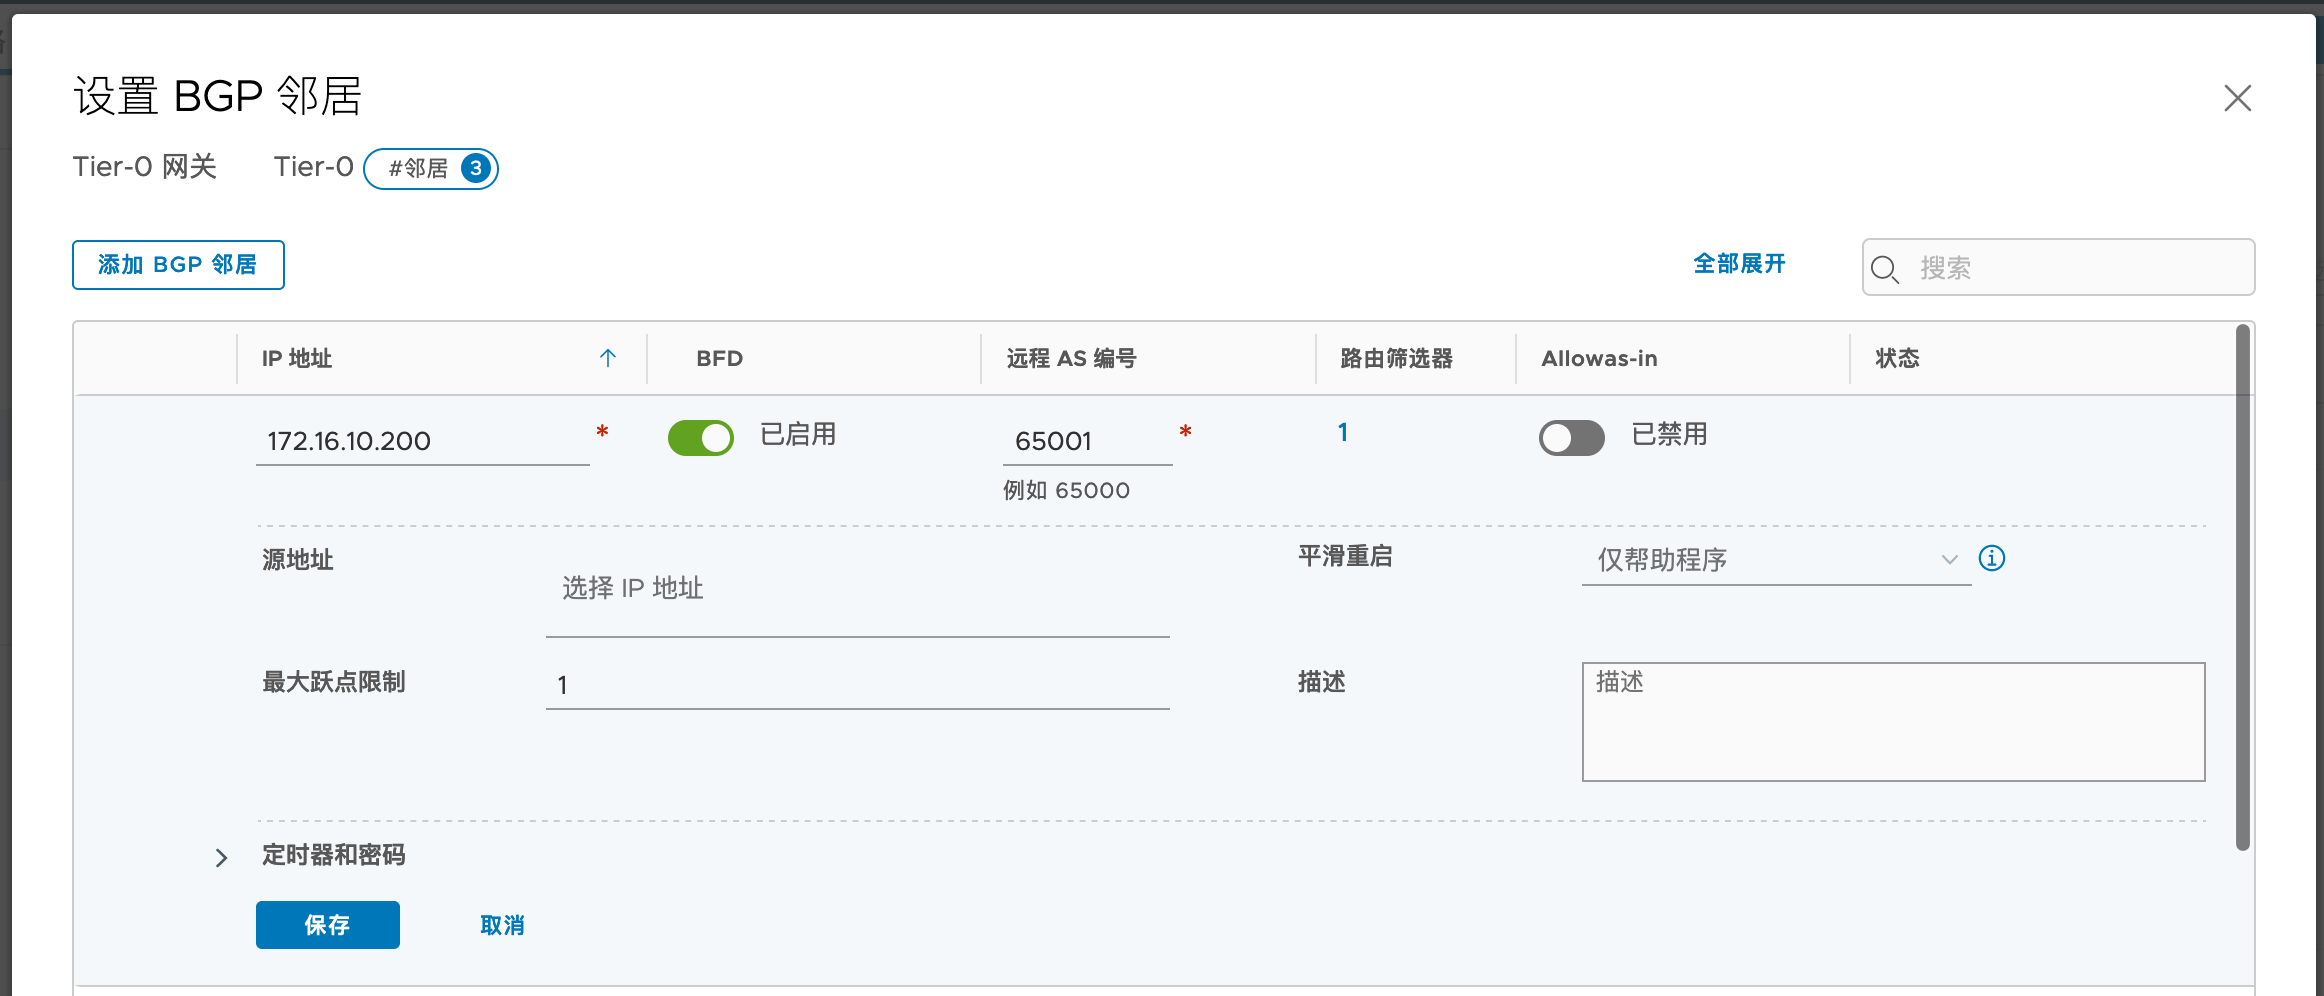 设置 BGP 邻居
Tier-0 网关 Tier-0 #邻居 3
添加 BGP 邻居 全部展开 搜索
IP 地址 BFD 远程 AS 编号 路由筛选器 Allowas-in 状态
172.16.10.200 * 已启用 65001 * 1 已禁用
例如 65000
源地址 选择 IP 地址 平滑重启 仅帮助程序
最大跃点限制 1 描述 描述
定时器和密码
保存 取消